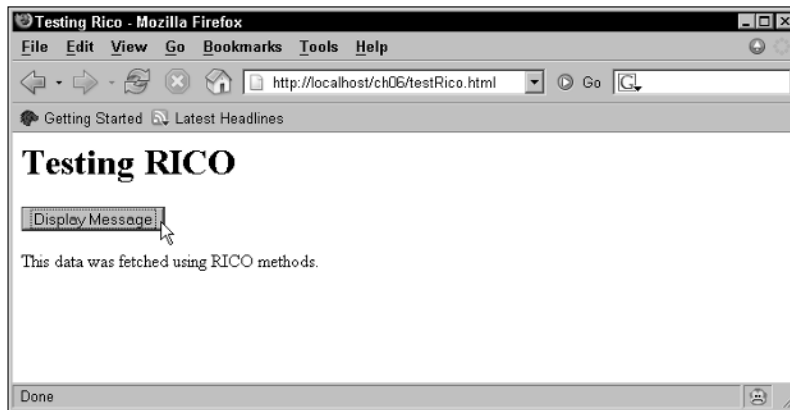 Testing Rico - Mozilla Firefox
File Edit View Go Bookmarks Tools Help
http://localhost/ch06/testRico.html Go G
Getting Started Latest Headlines
Testing RICO
Display Message
This data was fetched using RICO methods.
Done